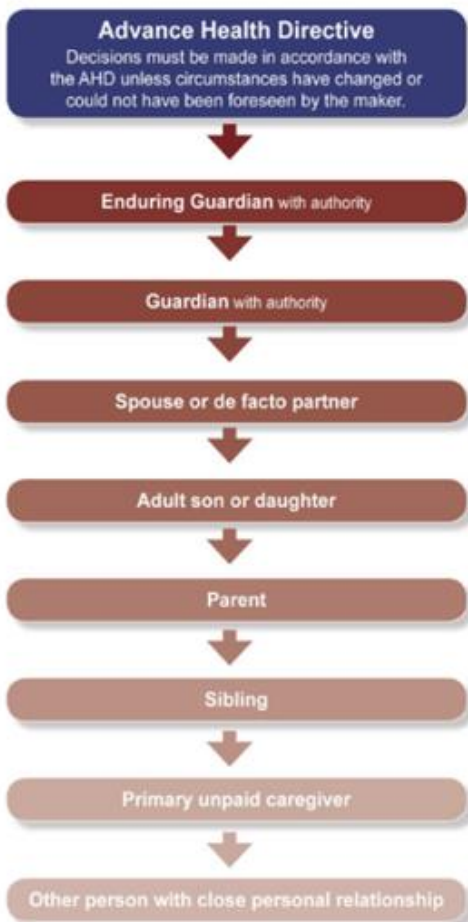 Advance Health Directive
Decisions must be made in accordance with
the AHD unless circumstances have changed or
could not have been foreseen by the maker.
Enduring Guardian with authority
Guardian with authority
Spouse or de facto partner
Adult son or daughter
Parent
Sibling
Primary unpaid caregiver
Other person with close personal relationship